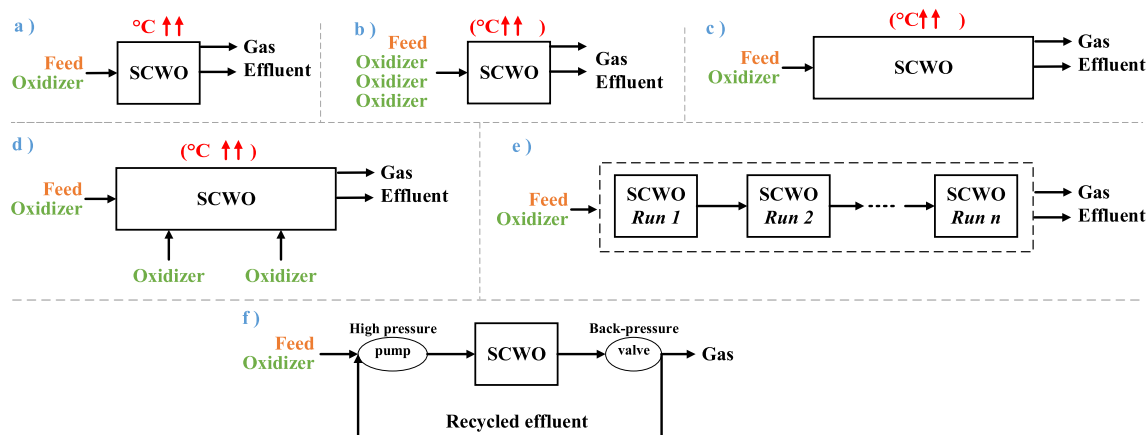 a )
°C
Feed
Oxidizer
SCWO
Gas
Effluent
b )
(°C )
Feed
Oxidizer
Oxidizer
Oxidizer
SCWO
Gas
Effluent
c )
(°C )
Feed
Oxidizer
SCWO
Gas
Effluent
d )
(°C )
Feed
Oxidizer
SCWO
Gas
Effluent
Oxidizer
Oxidizer
e )
Feed
Oxidizer
SCWO
Run 1
SCWO
Run 2
SCWO
Run n
Gas
Effluent
f )
Feed
Oxidizer
High pressure
pump
SCWO
Back-pressure
valve
Gas
Recycled effluent